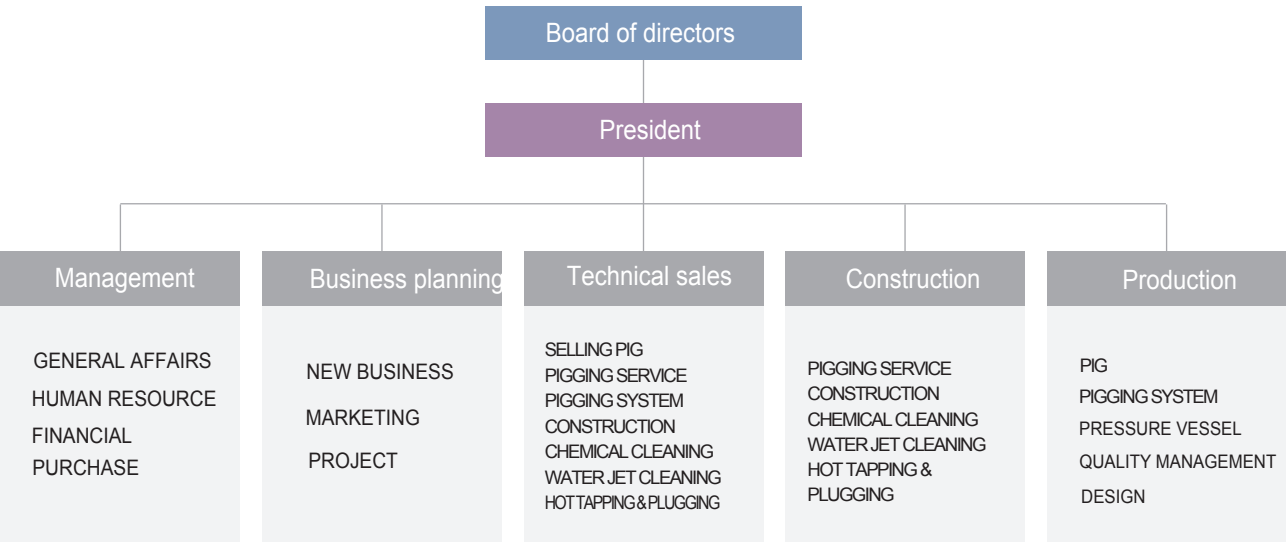 Board of directors
President
Management
GENERAL AFFAIRS
HUMAN RESOURCE
FINANCIAL
PURCHASE
Business planning
NEW BUSINESS
MARKETING
PROJECT
Technical sales
SELLING PIG
PIGGING SERVICE
PIGGING SYSTEM
CONSTRUCTION
CHEMICAL CLEANING
WATER JET CLEANING
HOT TAPPING & PLUGGING
Construction
PIGGING SERVICE
CONSTRUCTION
CHEMICAL CLEANING
WATER JET CLEANING
HOT TAPPING &
PLUGGING
Production
PIG
PIGGING SYSTEM
PRESSURE VESSEL
QUALITY MANAGEMENT
DESIGN